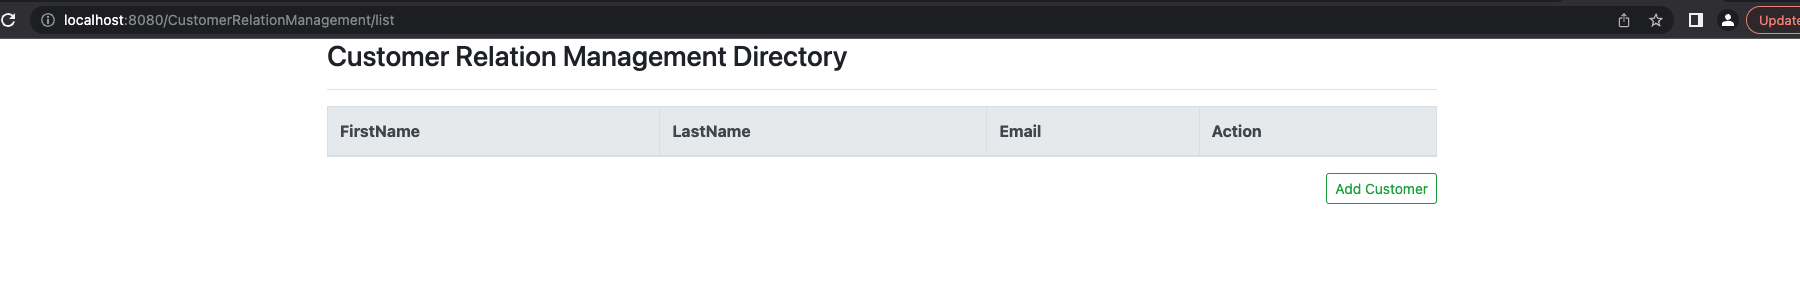 localhost:8080/CustomerRelationManagement/list
Update
Customer Relation Management Directory
FirstName LastName Email Action
Add Customer